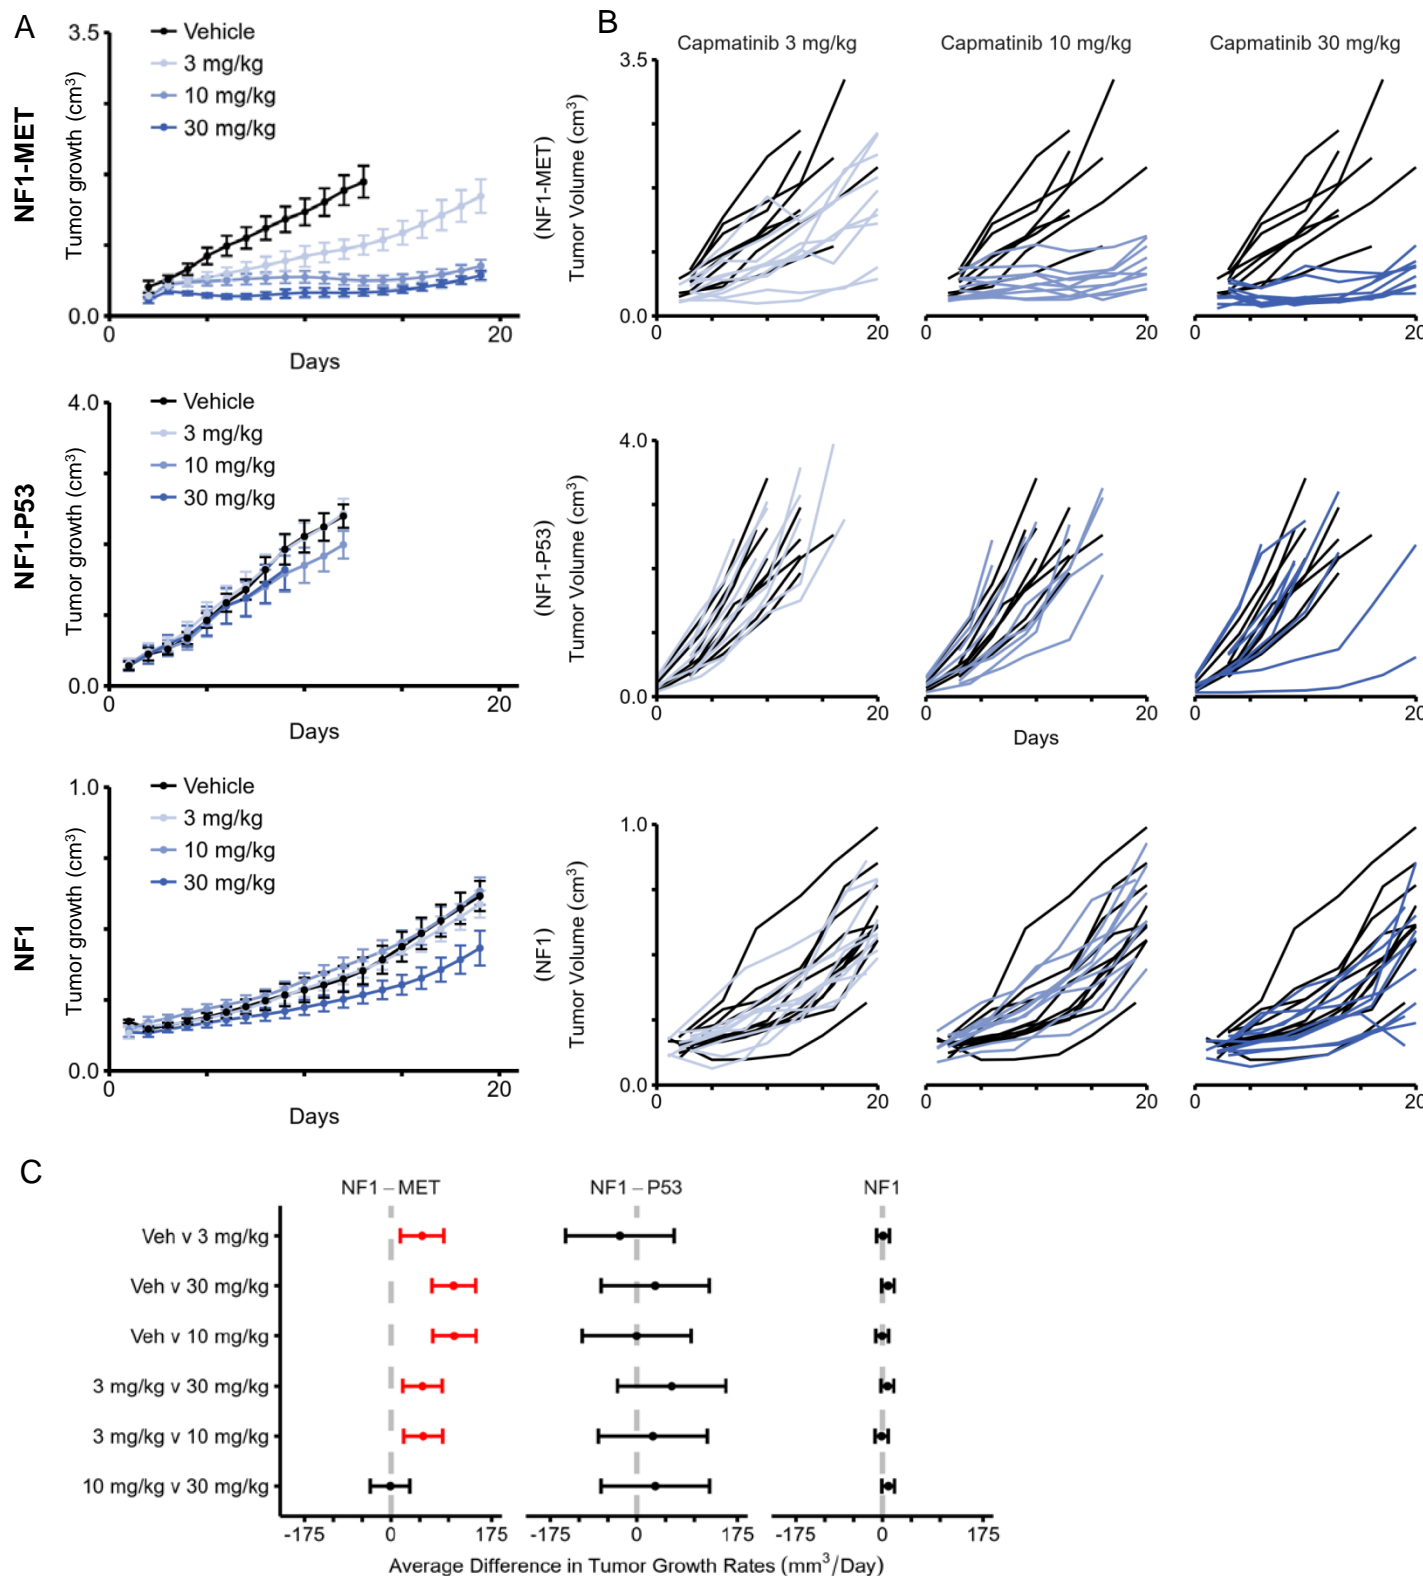 A
NF1-MET
Tumor growth (cm³)
3.5
0.0
Vehicle
3 mg/kg
10 mg/kg
30 mg/kg
0
20
Days
NF1-P53
Tumor growth (cm³)
4.0
0.0
Vehicle
3 mg/kg
10 mg/kg
30 mg/kg
0
20
Days
NF1
Tumor growth (cm³)
1.0
0.0
Vehicle
3 mg/kg
10 mg/kg
30 mg/kg
0
20
Days
B
Capmatinib 3 mg/kg
Capmatinib 10 mg/kg
Capmatinib 30 mg/kg
(NF1-MET)
Tumor Volume (cm³)
3.5
0.0
0
20
0
20
0
20
(NF1-P53)
Tumor Volume (cm³)
4.0
0.0
0
20
0
20
0
20
Days
(NF1)
Tumor Volume (cm³)
1.0
0.0
0
20
0
20
0
20
C
NF1 – MET
NF1 – P53
NF1
Veh v 3 mg/kg
Veh v 30 mg/kg
Veh v 10 mg/kg
3 mg/kg v 30 mg/kg
3 mg/kg v 10 mg/kg
10 mg/kg v 30 mg/kg
-175 0 175
-175 0 175
-175 0 175
Average Difference in Tumor Growth Rates (mm³/Day)